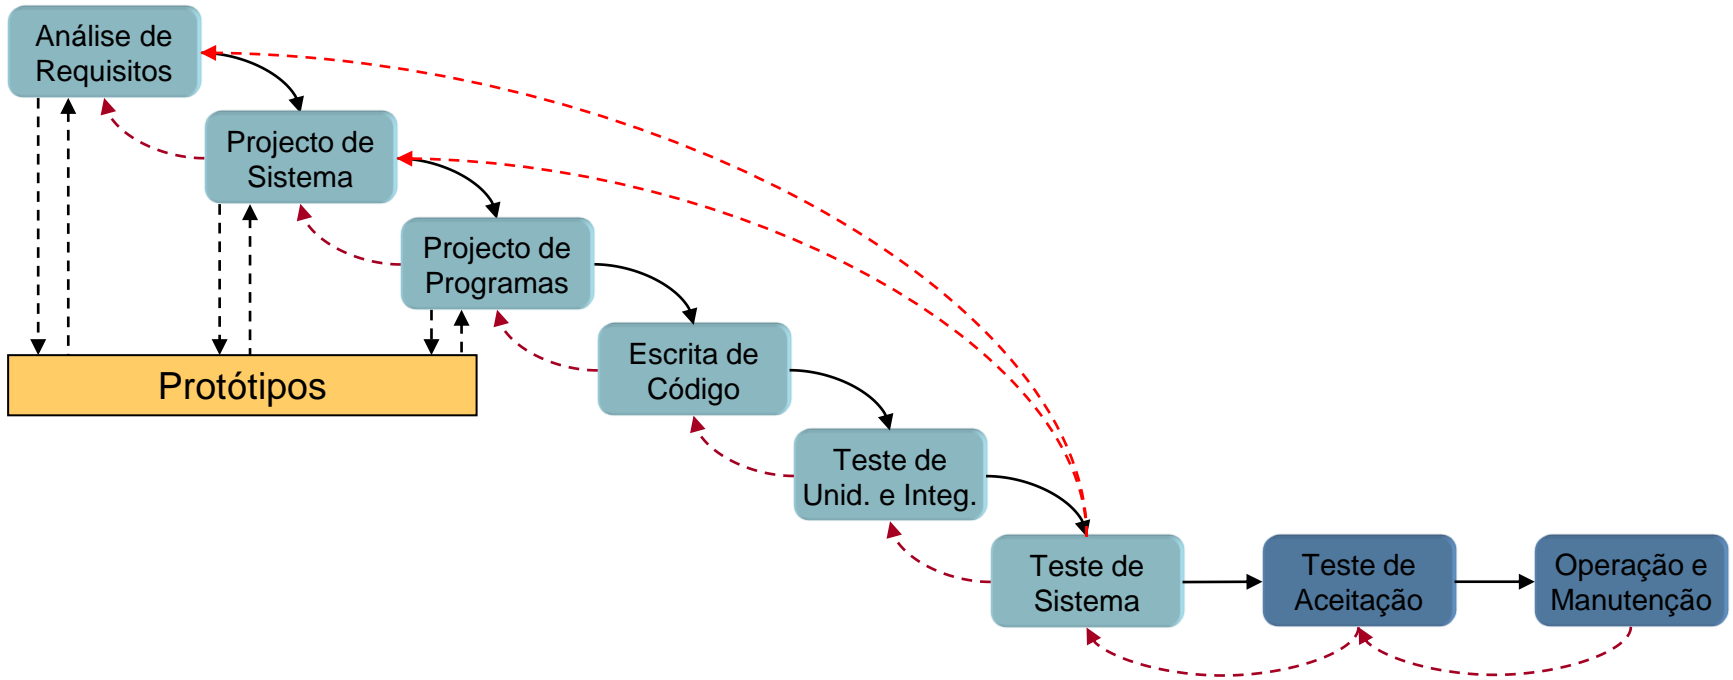 Análise de
Requisitos
Projecto de
Sistema
Projecto de
Programas
Escrita de
Código
Protótipos
Teste de
Unid. e Integ.
Teste de
Sistema
Teste de
Aceitação
Operação e
Manutenção